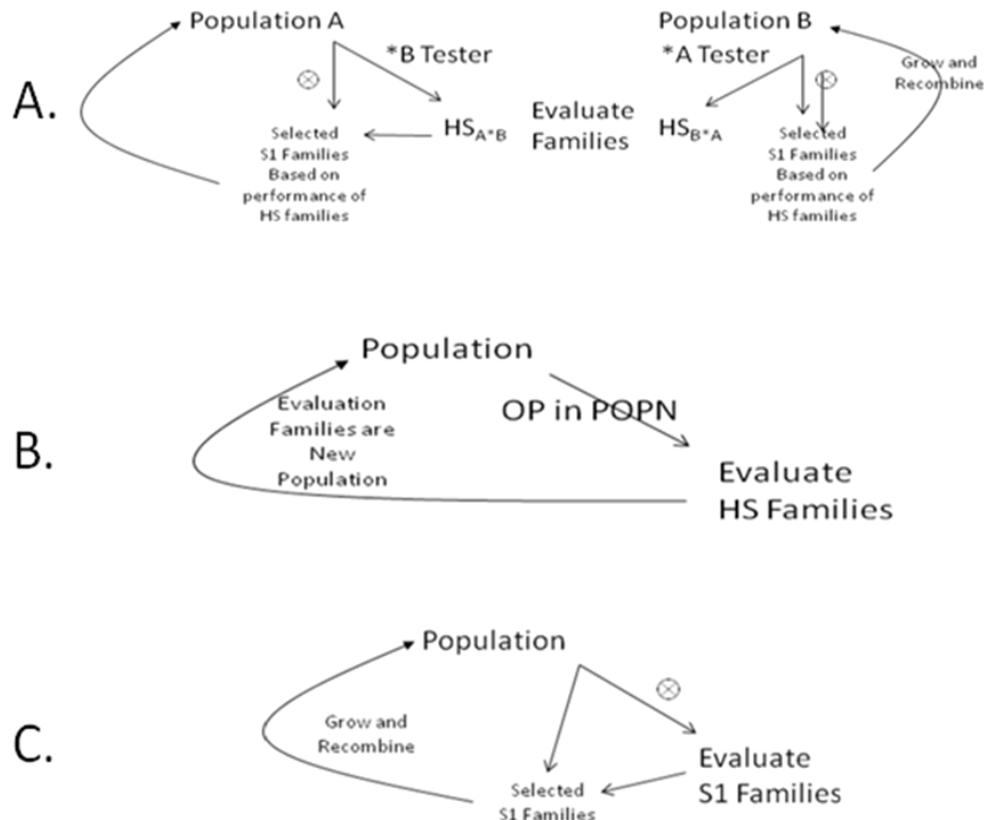 A.
Population A
*B Tester
HSA*B
Selected
S1 Families
Based on
performance of
HS families
Evaluate
Families
Population B
*A Tester
HSB*A
Selected
S1 Families
Based on
performance of
HS families
Grow and
Recombine
B.
Population
OP in POPN
Evaluation
Families are
New
Population
Evaluate
HS Families
C.
Population
Grow and
Recombine
Evaluate
S1 Families
Selected
S1 Families